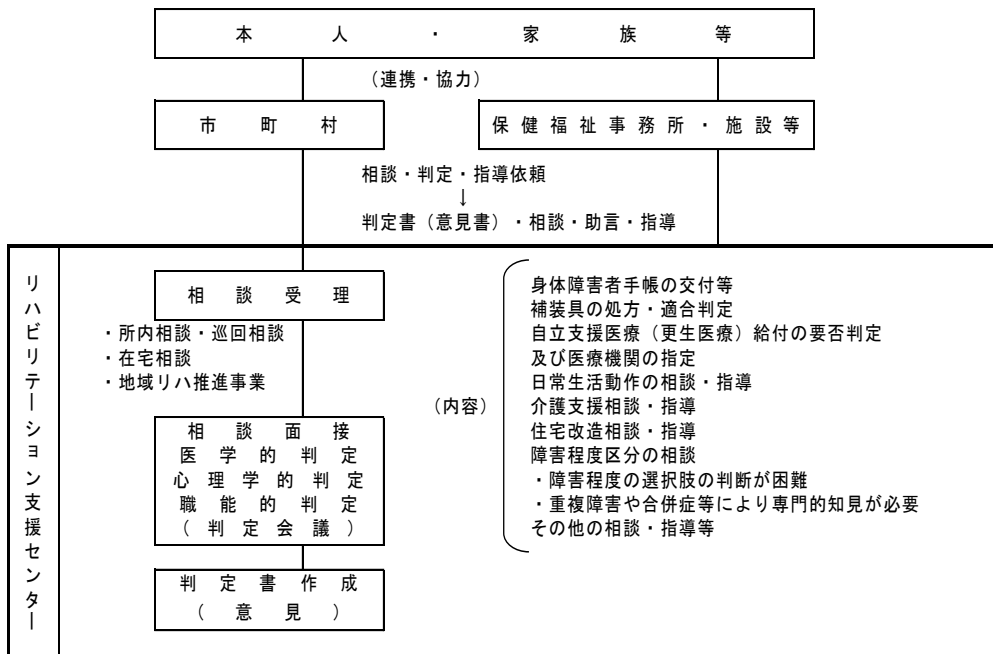 本人・家族等
（連携・協力）
市町村
保健福祉事務所・施設等
相談・判定・指導依頼
↓
判定書（意見書）・相談・助言・指導
リハビリテーション支援センター
相談受理
・所内相談・巡回相談
・在宅相談
・地域リハ推進事業
相談面接
医学的判定
心理学的判定
職能的判定
（判定会議）
判定書作成
（意見）
（内容）
身体障害者手帳の交付等
補装具の処方・適合判定
自立支援医療（更生医療）給付の要否判定
及び医療機関の指定
日常生活動作の相談・指導
介護支援相談・指導
住宅改造相談・指導
障害程度区分の相談
・障害程度の選択肢の判断が困難
・重複障害や合併症等により専門的知見が必要
その他の相談・指導等